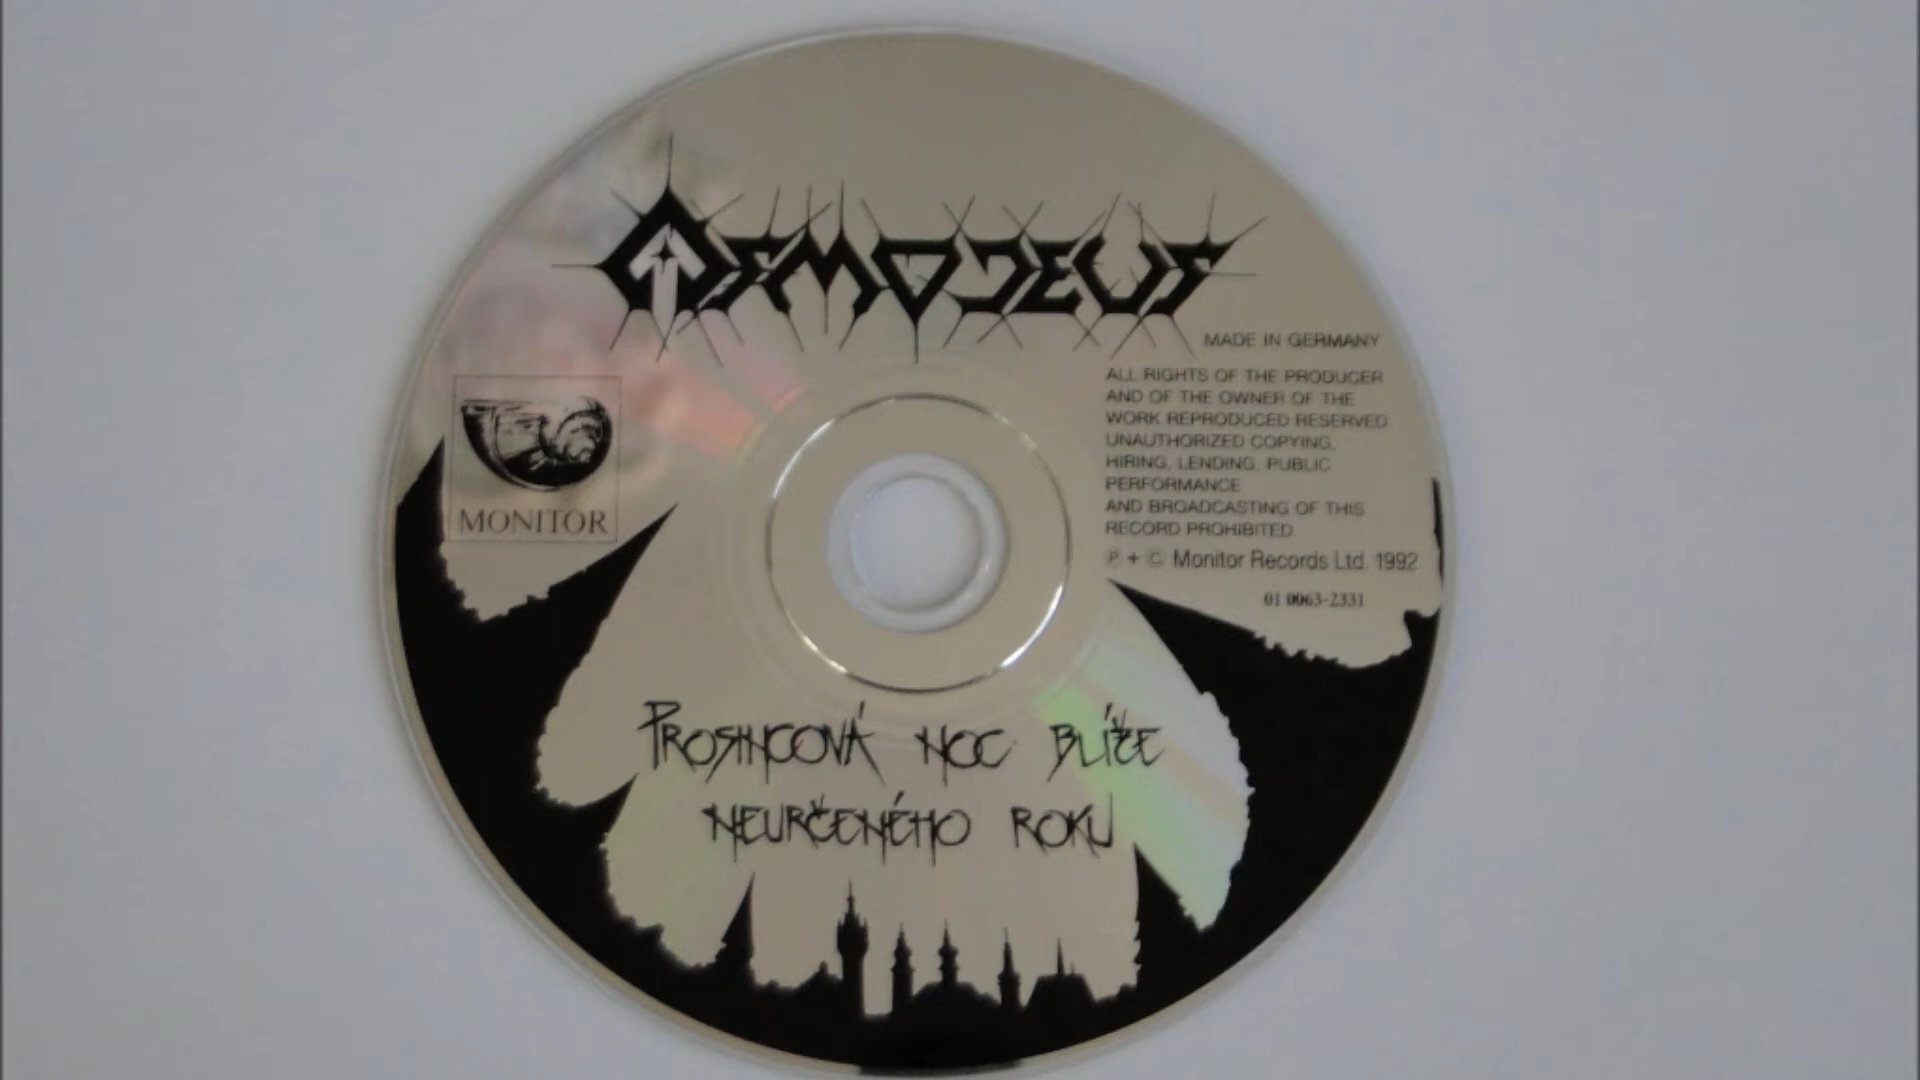 ASMODEUS
MADE IN GERMANY
ALL RIGHTS OF THE PRODUCER
AND OF THE OWNER OF THE
WORK REPRODUCED RESERVED.
UNAUTHORIZED COPYING,
HIRING, LENDING, PUBLIC
PERFORMANCE
AND BROADCASTING OF THIS
RECORD PROHIBITED.
℗ + © Monitor Records Ltd. 1992
01 0063-2331
MONITOR
PROSINCOVÁ NOC BLÍŽE
NEURČENÉHO ROKU